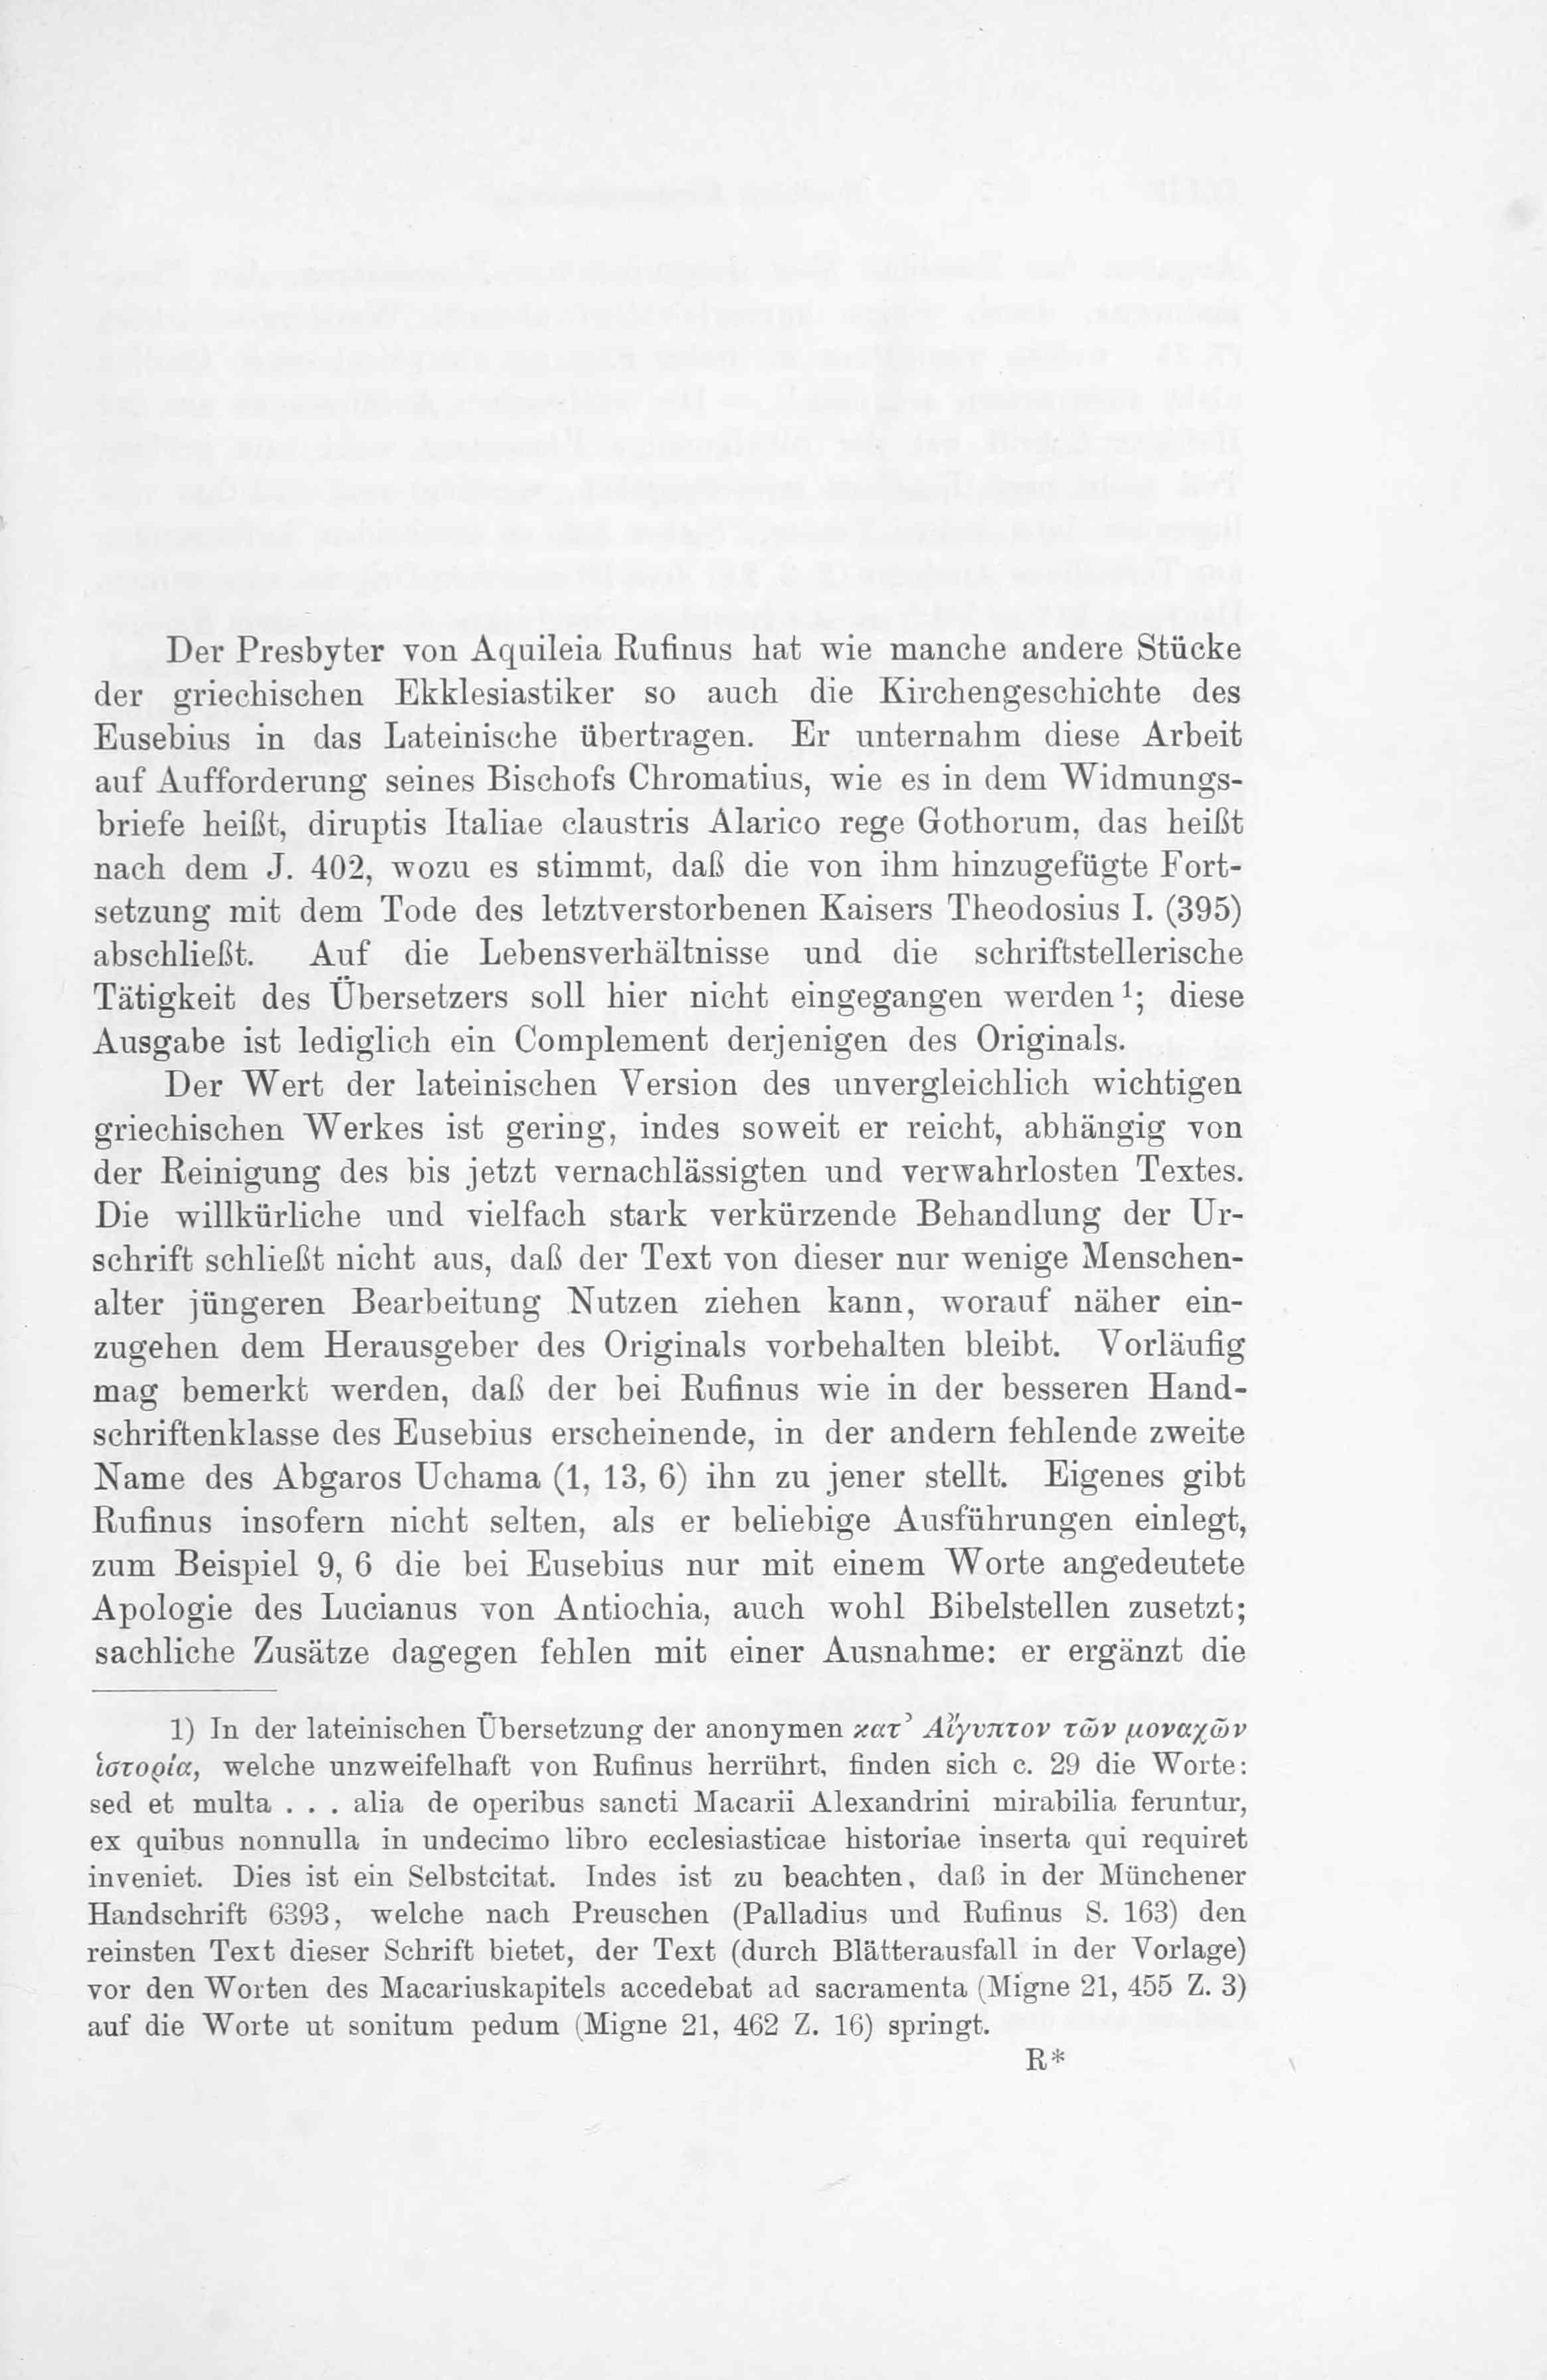 Der Presbyter von Aquileia Rufinus hat wie manche andere Stücke
der griechischen Ekklesiastiker so auch die Kirchengeschichte des
Eusebius in das Lateinische übertragen. Er unternahm diese Arbeit
auf Aufforderung seines Bischofs Chromatius, wie es in dem Widmungs-
briefe heißt, diruptis Italiae claustris Alarico rege Gothorum, das heißt
nach dem J. 402, wozu es stimmt, daß die von ihm hinzugefügte Fort-
setzung mit dem Tode des letztverstorbenen Kaisers Theodosius I. (395)
abschließt. Auf die Lebensverhältnisse und die schriftstellerische
Tätigkeit des Übersetzers soll hier nicht eingegangen werden ¹; diese
Ausgabe ist lediglich ein Complement derjenigen des Originals.
Der Wert der lateinischen Version des unvergleichlich wichtigen
griechischen Werkes ist gering, indes soweit er reicht, abhängig von
der Reinigung des bis jetzt vernachlässigten und verwahrlosten Textes.
Die willkürliche und vielfach stark verkürzende Behandlung der Ur-
schrift schließt nicht aus, daß der Text von dieser nur wenige Menschen-
alter jüngeren Bearbeitung Nutzen ziehen kann, worauf näher ein-
zugehen dem Herausgeber des Originals vorbehalten bleibt. Vorläufig
mag bemerkt werden, daß der bei Rufinus wie in der besseren Hand-
schriftenklasse des Eusebius erscheinende, in der andern fehlende zweite
Name des Abgaros Uchama (1, 13, 6) ihn zu jener stellt. Eigenes gibt
Rufinus insofern nicht selten, als er beliebige Ausführungen einlegt,
zum Beispiel 9, 6 die bei Eusebius nur mit einem Worte angedeutete
Apologie des Lucianus von Antiochia, auch wohl Bibelstellen zusetzt;
sachliche Zusätze dagegen fehlen mit einer Ausnahme: er ergänzt die
1) In der lateinischen Übersetzung der anonymen κατ᾽ Αἴγυπτον τῶν μοναχῶν
ἱστορία, welche unzweifelhaft von Rufinus herrührt, finden sich c. 29 die Worte:
sed et multa . . . alia de operibus sancti Macarii Alexandrini mirabilia feruntur,
ex quibus nonnulla in undecimo libro ecclesiasticae historiae inserta qui requiret
inveniet. Dies ist ein Selbstcitat. Indes ist zu beachten, daß in der Münchener
Handschrift 6393, welche nach Preuschen (Palladius und Rufinus S. 163) den
reinsten Text dieser Schrift bietet, der Text (durch Blätterausfall in der Vorlage)
vor den Worten des Macariuskapitels accedebat ad sacramenta (Migne 21, 455 Z. 3)
auf die Worte ut sonitum pedum (Migne 21, 462 Z. 16) springt.
R*